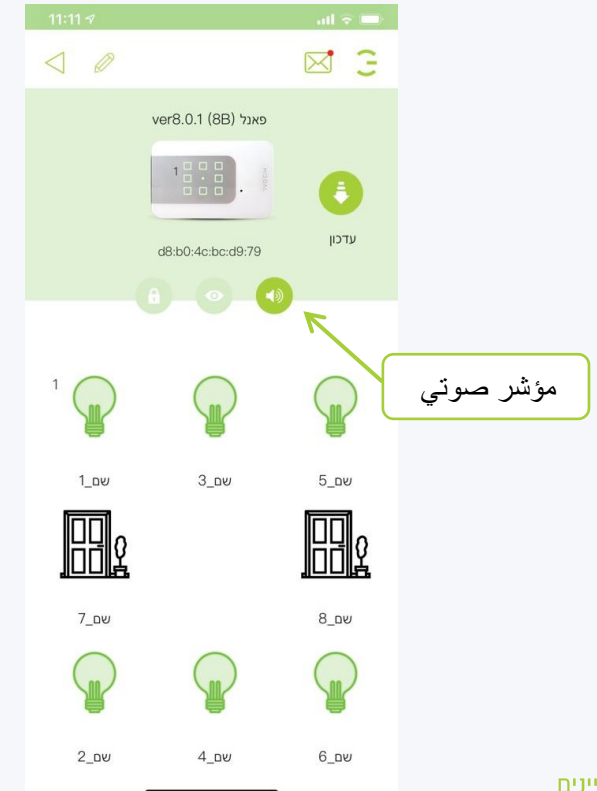 11:11
פאנל ver8.0.1 (8B)
1
עדכון
d8:b0:4c:bc:d9:79
مؤشر صوتي
1
שם_1
שם_3
שם_5
שם_7
שם_8
שם_2
שם_4
שם_6